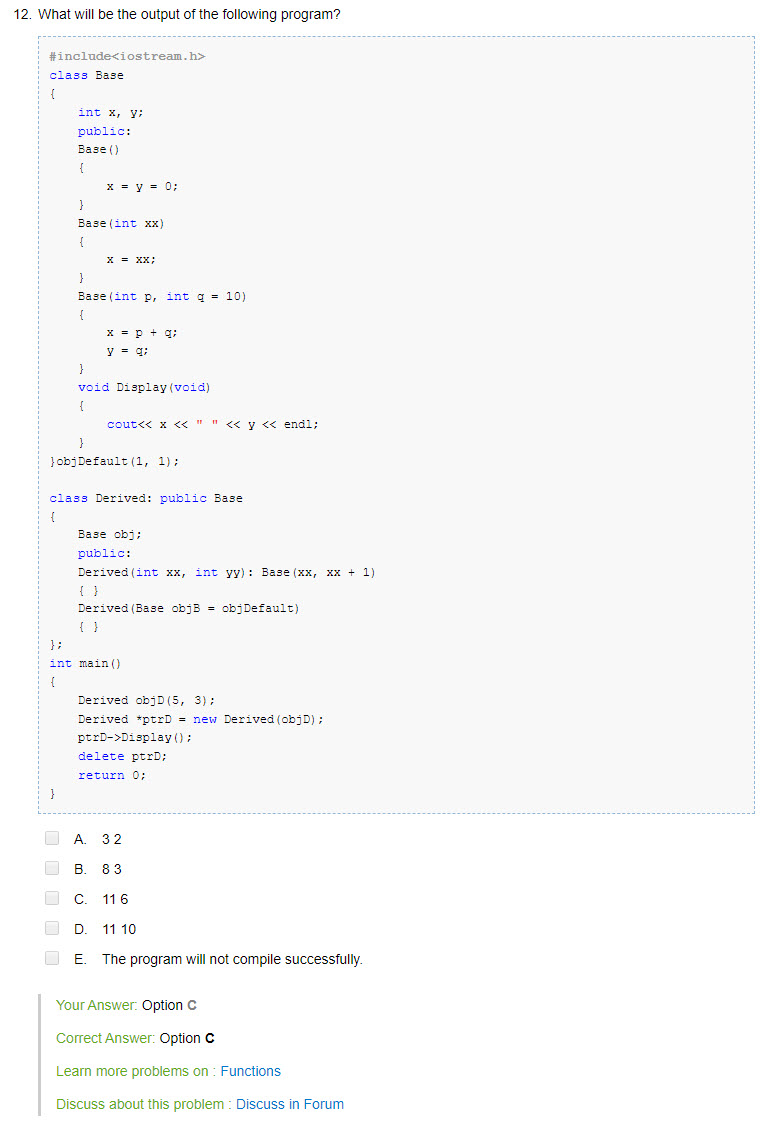 12. What will be the output of the following program?
#include<iostream.h>
class Base
{
    int x, y;
    public:
    Base()
    {
        x = y = 0;
    }
    Base(int xx)
    {
        x = xx;
    }
    Base(int p, int q = 10)
    {
        x = p + q;
        y = q;
    }
    void Display(void)
    {
        cout<< x << " " << y << endl;
    }
}objDefault(1, 1);
class Derived: public Base
{
    Base obj;
    public:
    Derived(int xx, int yy): Base(xx, xx + 1)
    { }
    Derived(Base objB = objDefault)
    { }
};
int main()
{
    Derived objD(5, 3);
    Derived *ptrD = new Derived(objD);
    ptrD->Display();
    delete ptrD;
    return 0;
}
A. 3 2
B. 8 3
C. 11 6
D. 11 10
E. The program will not compile successfully.
Your Answer: Option C
Correct Answer: Option C
Learn more problems on : Functions
Discuss about this problem : Discuss in Forum